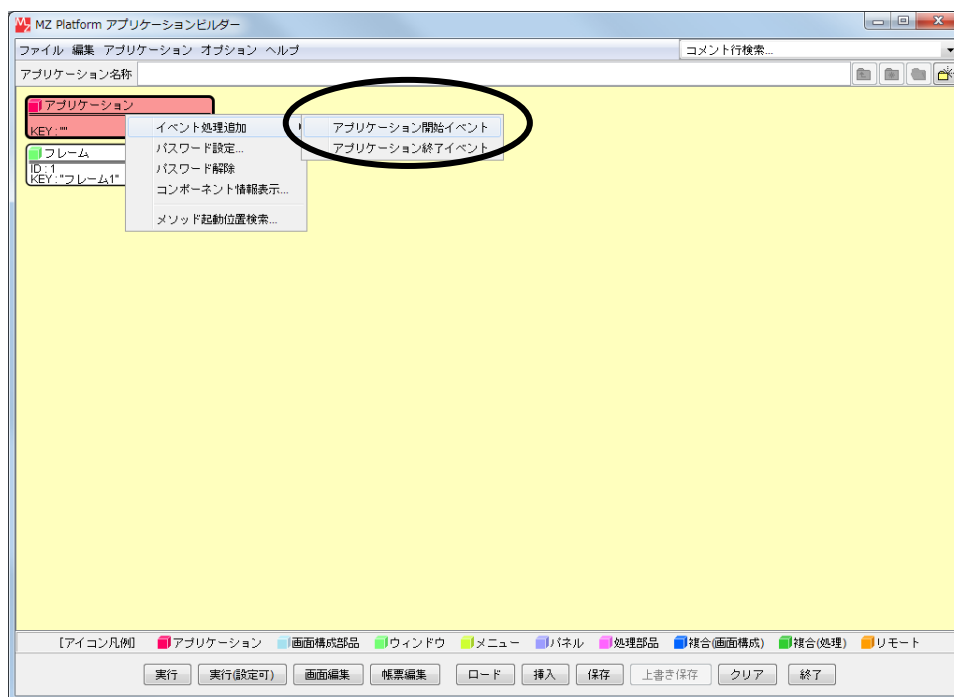 MZ Platform アプリケーションビルダー
ファイル 編集 アプリケーション オプション ヘルプ
コメント行検索...
アプリケーション名称
アプリケーション
KEY:""
イベント処理追加
アプリケーション開始イベント
アプリケーション終了イベント
パスワード設定...
パスワード解除
コンポーネント情報表示...
メソッド起動位置検索...
フレーム
ID:1
KEY:"フレーム1"
[アイコン凡例] アプリケーション 画面構成部品 ウィンドウ メニュー パネル 処理部品 複合(画面構成) 複合(処理) リモート
実行 実行(設定可) 画面編集 帳票編集 ロード 挿入 保存 上書き保存 クリア 終了